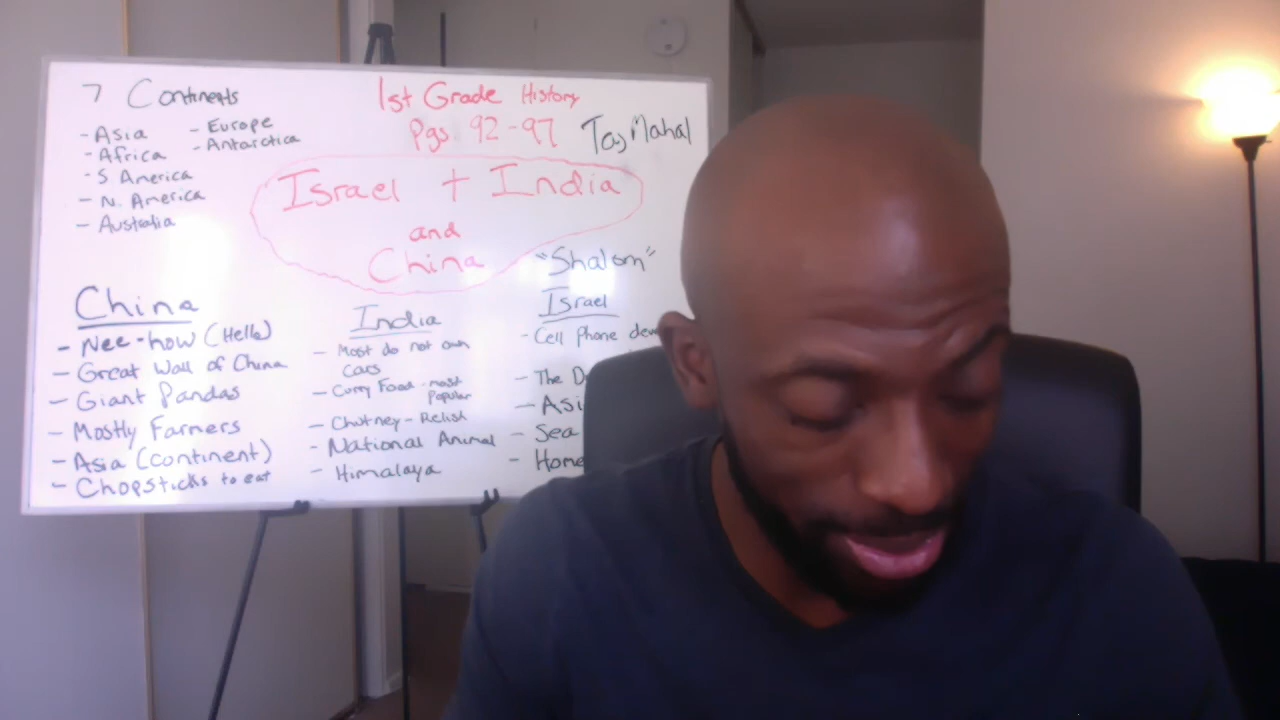 7 Continents
- Asia
- Africa
- S America
- N. America
- Australia
- Europe
- Antarctica
1st Grade History
Pgs. 92-97
Taj Mahal
Israel + India
and
China
"Shalom"
China
- Nee-how (Hello)
- Great Wall of China
- Giant Pandas
- Mostly Farmers
- Asia (continent)
- Chopsticks to eat
India
- Most do not own
cars
- Curry Food - most
popular
- Chutney - Relish
- National Animal
- Himalaya
Israel
- Cell Phone
- The
-
- Sea
-